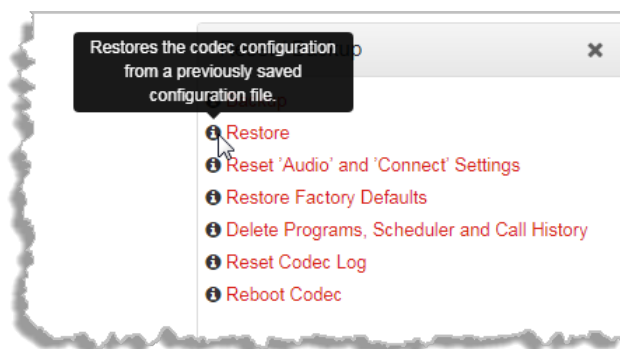 Restores the codec configuration
from a previously saved
configuration file.
Restore
Reset 'Audio' and 'Connect' Settings
Restore Factory Defaults
Delete Programs, Scheduler and Call History
Reset Codec Log
Reboot Codec